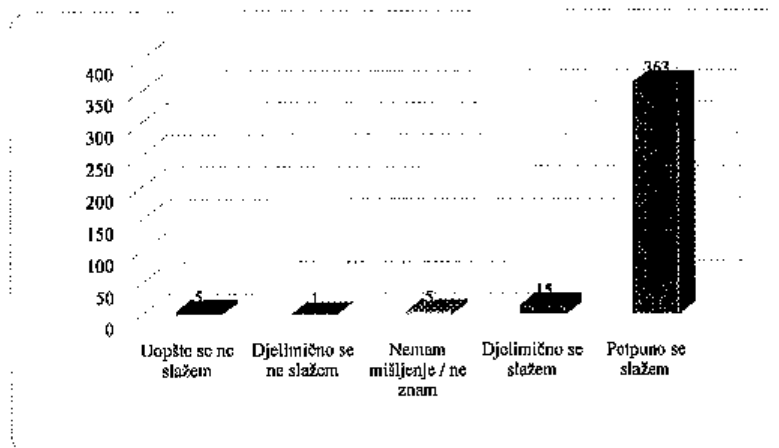 400
350
300
250
200
150
100
50
0
5
1
5
15
363
Uopšte se ne
slažem
Djelimično se
ne slažem
Nemam
mišljenje / ne
znam
Djelimično se
slažem
Potpuno se
slažem